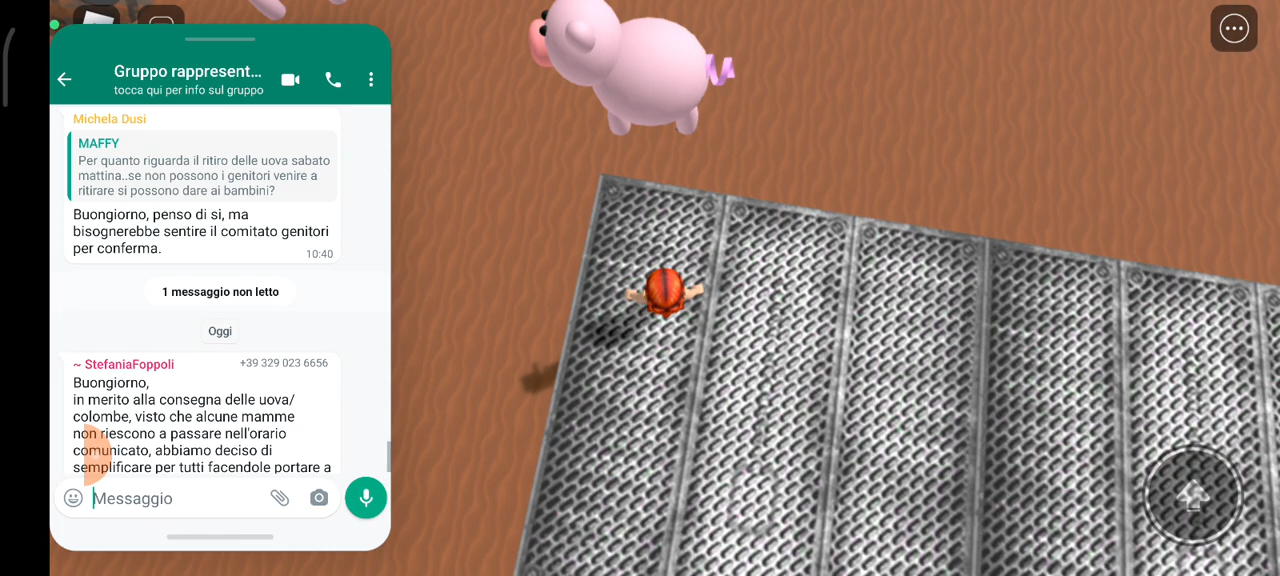 Gruppo rappresent...
tocca qui per info sul gruppo
Michela Dusi
MAFFY
Per quanto riguarda il ritiro delle uova sabato
mattina..se non possono i genitori venire a
ritirare si possono dare ai bambini?
Buongiorno, penso di si, ma
bisognerebbe sentire il comitato genitori
per conferma.
10:40
1 messaggio non letto
Oggi
~ StefaniaFoppoli +39 329 023 6656
Buongiorno,
in merito alla consegna delle uova/
colombe, visto che alcune mamme
non riescono a passare nell'orario
comunicato, abbiamo deciso di
semplificare per tutti facendole portare a
Messaggio